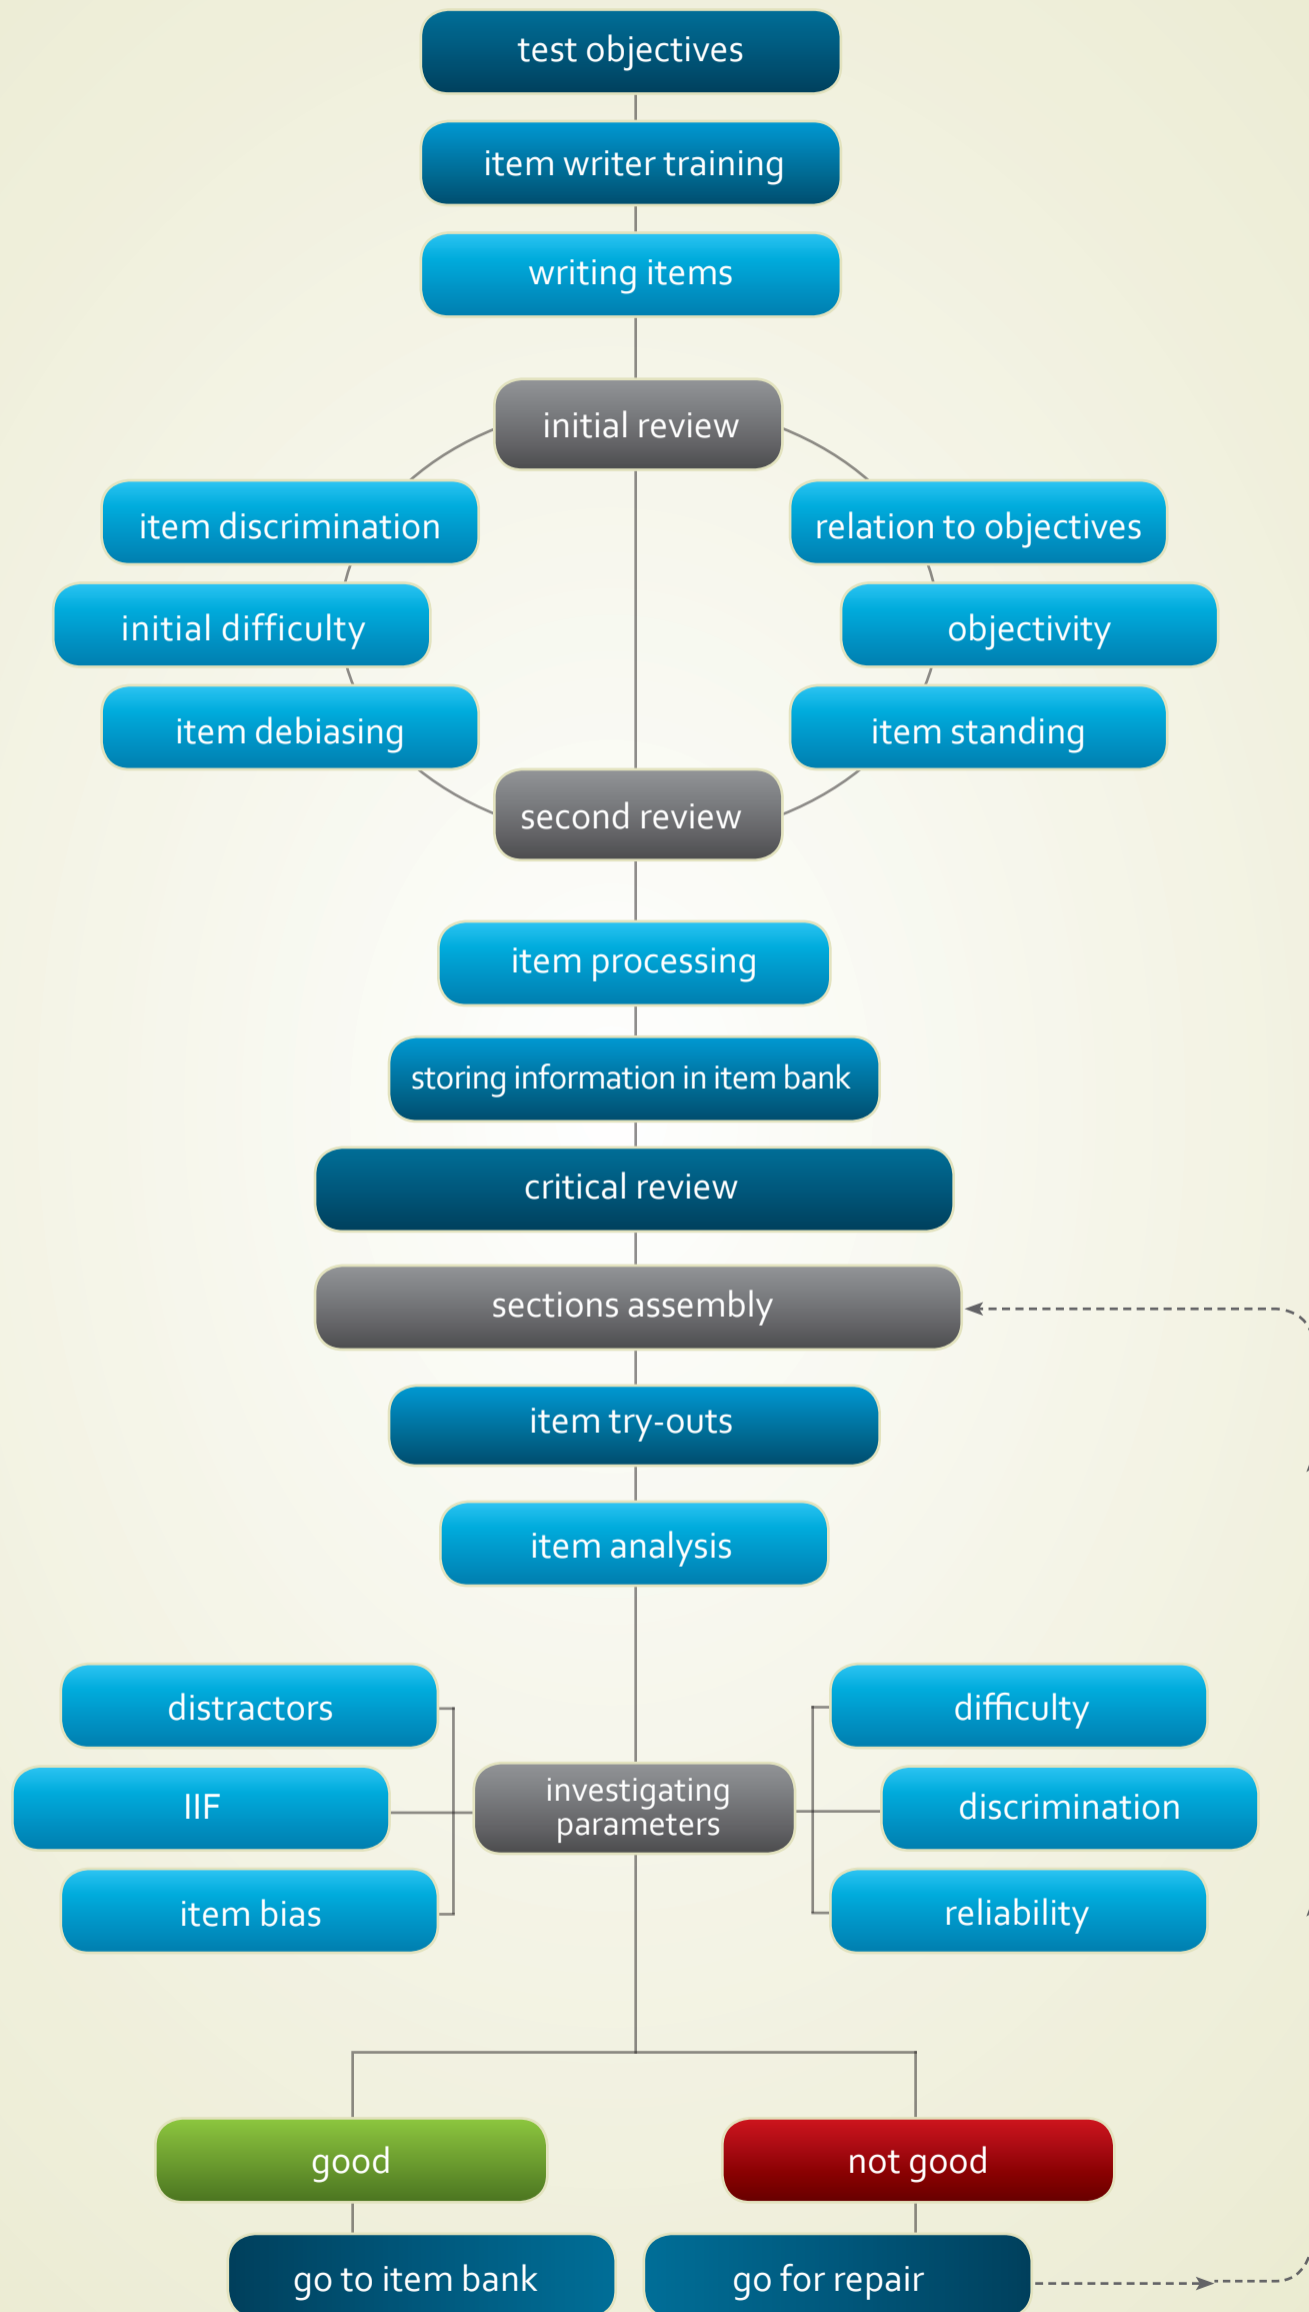 test objectives
item writer training
writing items
initial review
item discrimination
relation to objectives
initial difficulty
objectivity
item debiasing
item standing
second review
item processing
storing information in item bank
critical review
sections assembly
item try-outs
item analysis
distractors
difficulty
investigating
parameters
IIF
discrimination
item bias
reliability
good
not good
go to item bank
go for repair